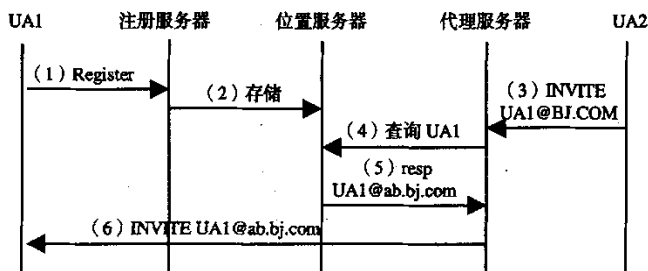 UA1 注册服务器 位置服务器 代理服务器 UA2
（1）Register
（2）存储
（3）INVITE
UA1@BJ.COM
（4）查询 UA1
（5）resp
UA1@ab.bj.com
（6）INVITE UA1@ab.bj.com